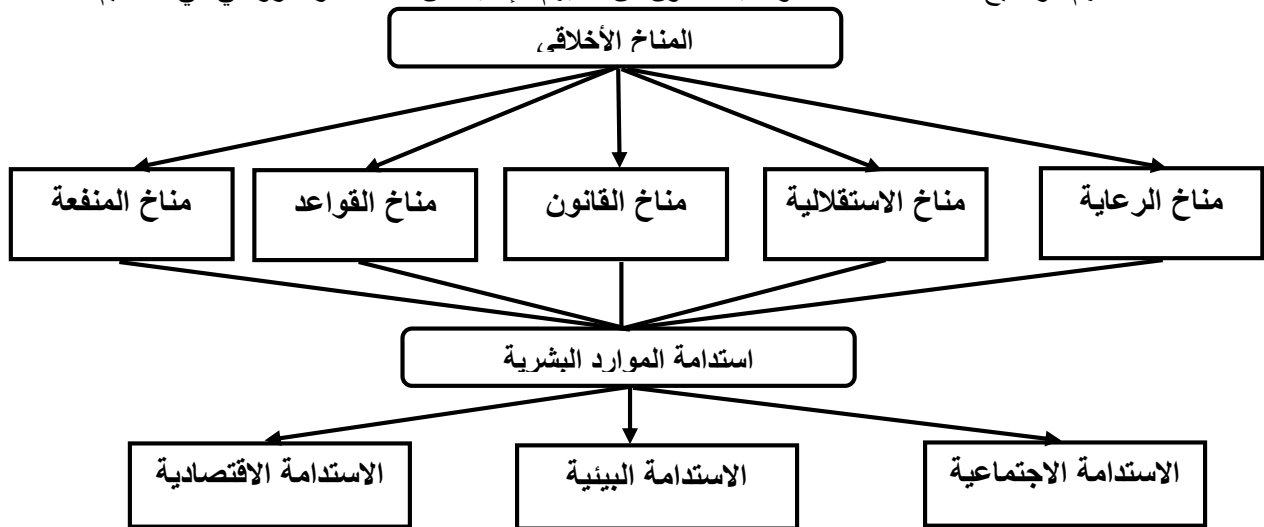 المناخ الأخلاقي
مناخ الرعاية
مناخ الاستقلالية
مناخ القانون
مناخ القواعد
مناخ المنفعة
استدامة الموارد البشرية
الاستدامة الاجتماعية
الاستدامة البيئية
الاستدامة الاقتصادية